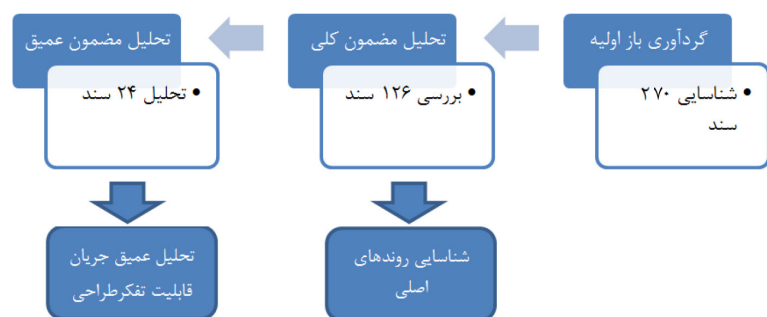 گردآوری باز اولیه
• شناسایی ۲۷۰
سند
تحلیل مضمون کلی
• بررسی ۱۲۶ سند
شناسایی روندهای
اصلی
تحلیل مضمون عمیق
• تحلیل ۲۴ سند
تحلیل عمیق جریان
قابلیت تفکرطراحی